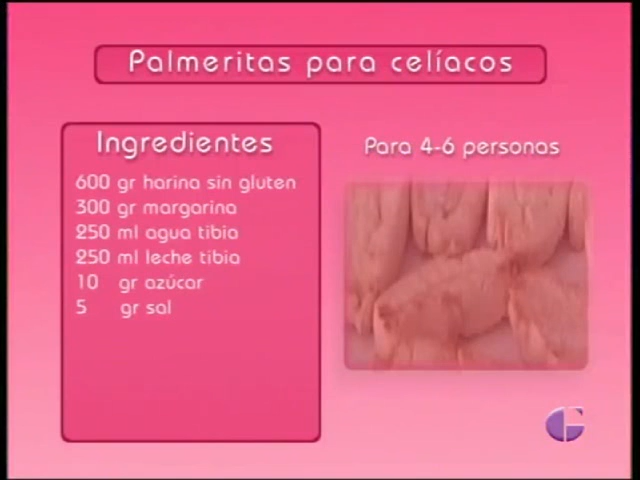 Palmeritas para celíacos
Ingredientes
600 gr harina sin gluten
300 gr margarina
250 ml agua tibia
250 ml leche tibia
10 gr azúcar
5 gr sal
Para 4-6 personas